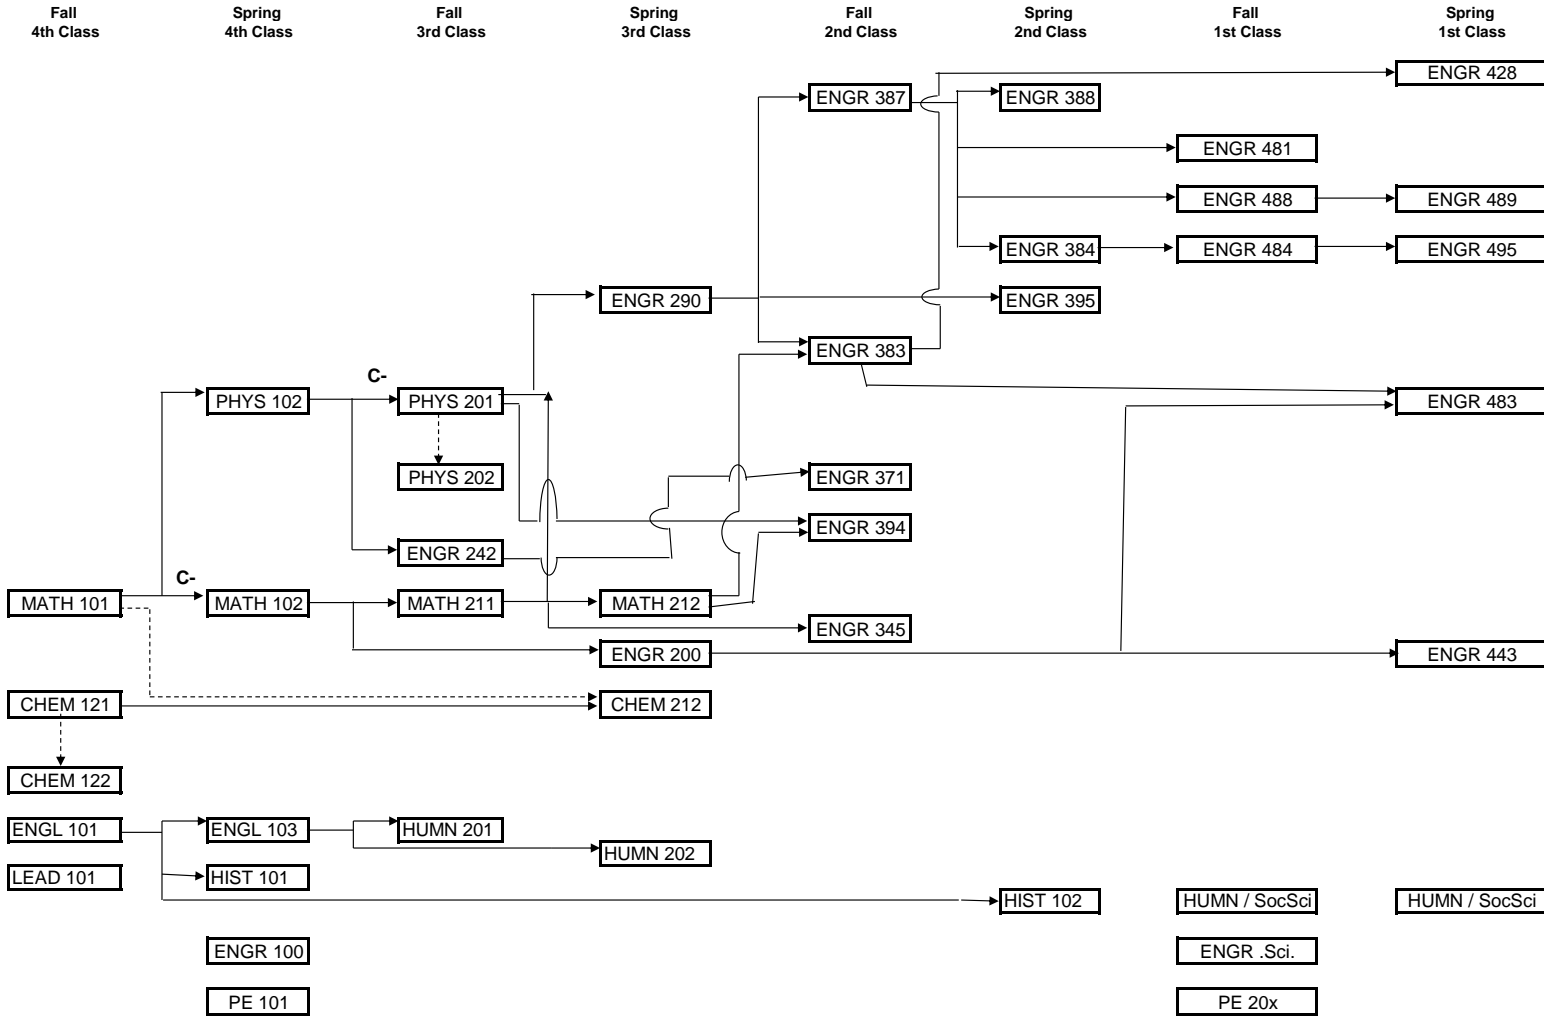 Fall Spring Fall Spring Fall Spring Fall Spring
4th Class 4th Class 3rd Class 3rd Class 2nd Class 2nd Class 1st Class 1st Class
ENGR 428
ENGR 387 ENGR 388
ENGR 481
ENGR 488 ENGR 489
ENGR 384 ENGR 484 ENGR 495
ENGR 290 ENGR 395
ENGR 383
C-
PHYS 102 PHYS 201 ENGR 483
PHYS 202 ENGR 371
ENGR 394
ENGR 242
C-
MATH 101 MATH 102 MATH 211 MATH 212
ENGR 345
ENGR 200 ENGR 443
CHEM 121 CHEM 212
CHEM 122
ENGL 101 ENGL 103 HUMN 201
HUMN 202
LEAD 101 HIST 101
HIST 102 HUMN / SocSci HUMN / SocSci
ENGR 100 ENGR .Sci.
PE 101 PE 20x